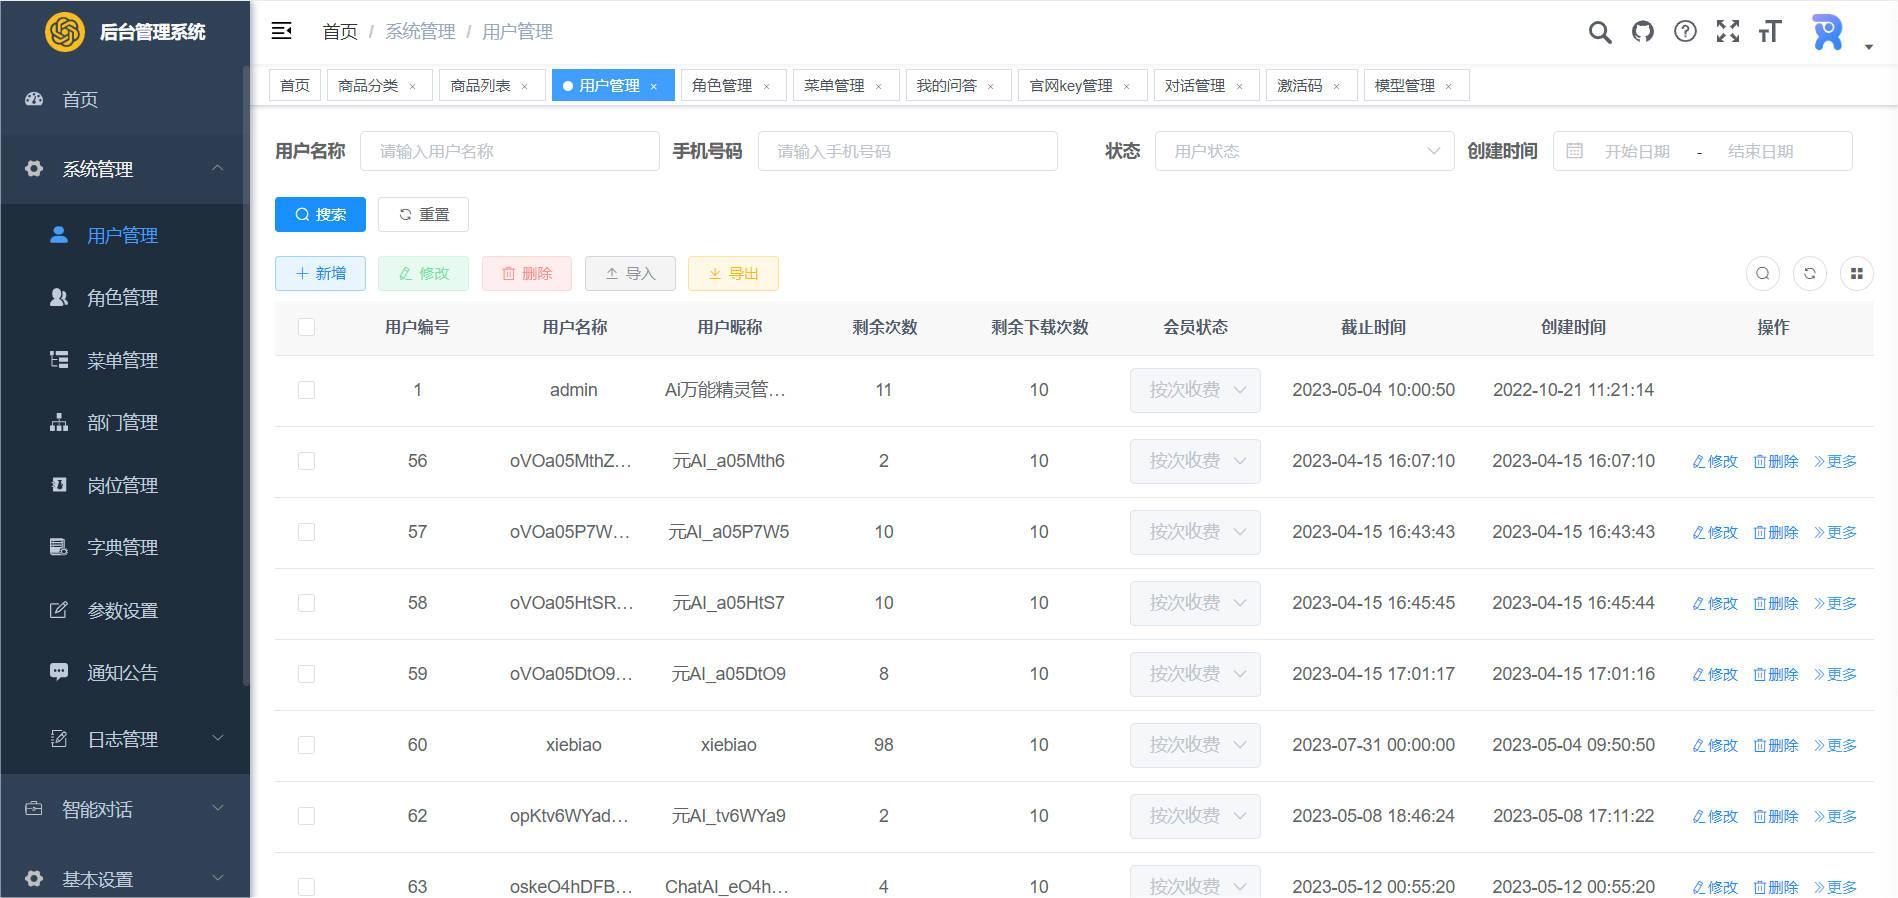 后台管理系统
首页 / 系统管理 / 用户管理
首页 商品分类 × 商品列表 × 用户管理 × 角色管理 × 菜单管理 × 我的问答 × 官网key管理 × 对话管理 × 激活码 × 模型管理 ×
首页
系统管理
用户管理
角色管理
菜单管理
部门管理
岗位管理
字典管理
参数设置
通知公告
日志管理
智能对话
基本设置
用户名称 请输入用户名称 手机号码 请输入手机号码 状态 用户状态 创建时间 开始日期 - 结束日期
搜索 重置
新增 修改 删除 导入 导出
用户编号 用户名称 用户昵称 剩余次数 剩余下载次数 会员状态 截止时间 创建时间 操作
1 admin Ai万能精灵管... 11 10 按次收费 2023-05-04 10:00:50 2022-10-21 11:21:14
56 oVOa05MthZ... 元AI_a05Mth6 2 10 按次收费 2023-04-15 16:07:10 2023-04-15 16:07:10 修改 删除 更多
57 oVOa05P7W... 元AI_a05P7W5 10 10 按次收费 2023-04-15 16:43:43 2023-04-15 16:43:43 修改 删除 更多
58 oVOa05HtSR... 元AI_a05HtS7 10 10 按次收费 2023-04-15 16:45:45 2023-04-15 16:45:44 修改 删除 更多
59 oVOa05DtO9... 元AI_a05DtO9 8 10 按次收费 2023-04-15 17:01:17 2023-04-15 17:01:16 修改 删除 更多
60 xiebiao xiebiao 98 10 按次收费 2023-07-31 00:00:00 2023-05-04 09:50:50 修改 删除 更多
62 opKtv6WYad... 元AI_tv6WYa9 2 10 按次收费 2023-05-08 18:46:24 2023-05-08 17:11:22 修改 删除 更多
63 oskeO4hDFB... ChatAI_eO4h... 4 10 按次收费 2023-05-12 00:55:20 2023-05-12 00:55:20 修改 删除 更多